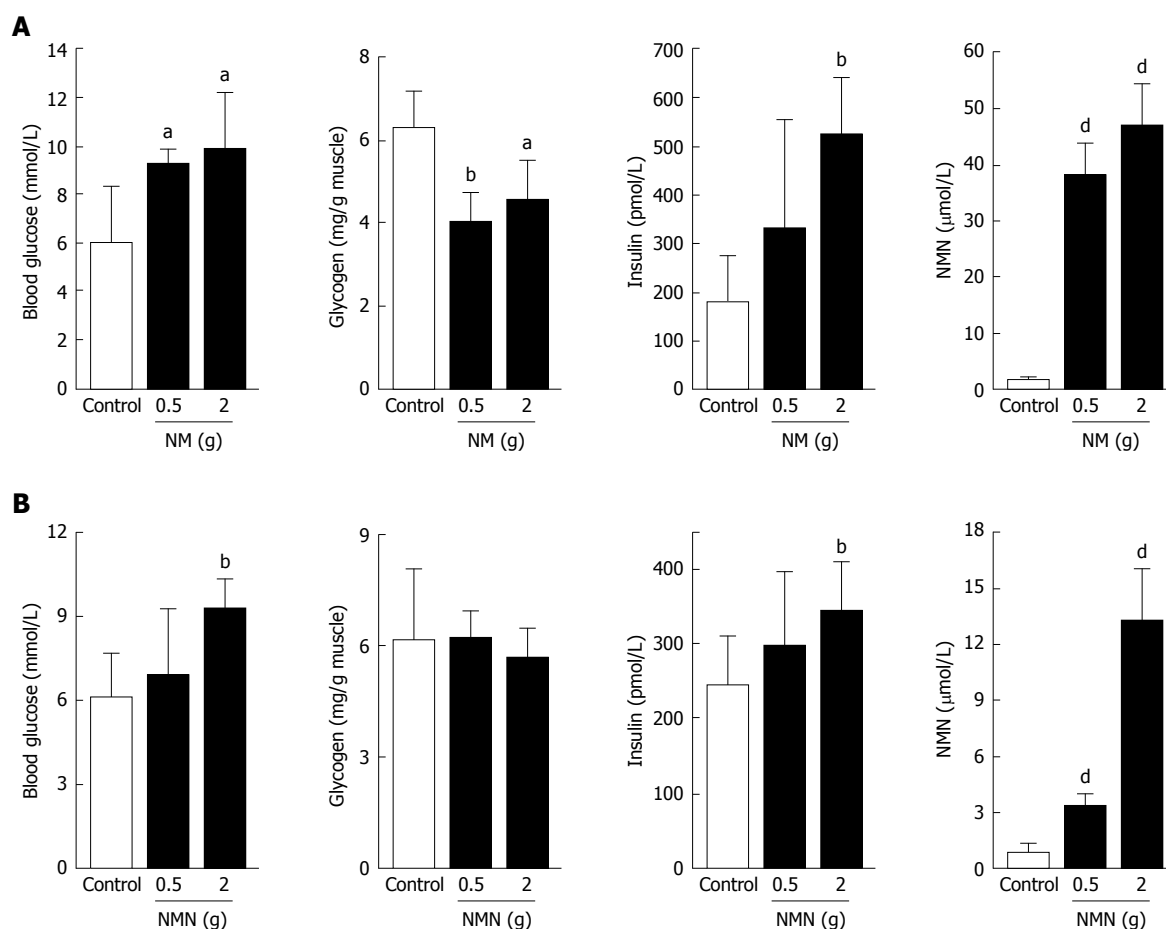 A
Blood glucose (mmol/L)
14
12
10
8
6
4
2
0
a
a
Control
0.5
2
NM (g)
Glycogen (mg/g muscle)
8
6
4
2
0
b
a
Control
0.5
2
NM (g)
Insulin (pmol/L)
700
600
500
400
300
200
100
0
b
Control
0.5
2
NM (g)
NMN (μmol/L)
60
50
40
30
20
10
0
d
d
Control
0.5
2
NM (g)
B
Blood glucose (mmol/L)
12
9
6
3
0
b
Control
0.5
2
NMN (g)
Glycogen (mg/g muscle)
9
6
3
0
Control
0.5
2
NMN (g)
Insulin (pmol/L)
400
300
200
100
0
b
Control
0.5
2
NMN (g)
NMN (μmol/L)
18
15
12
9
6
3
0
d
d
Control
0.5
2
NMN (g)